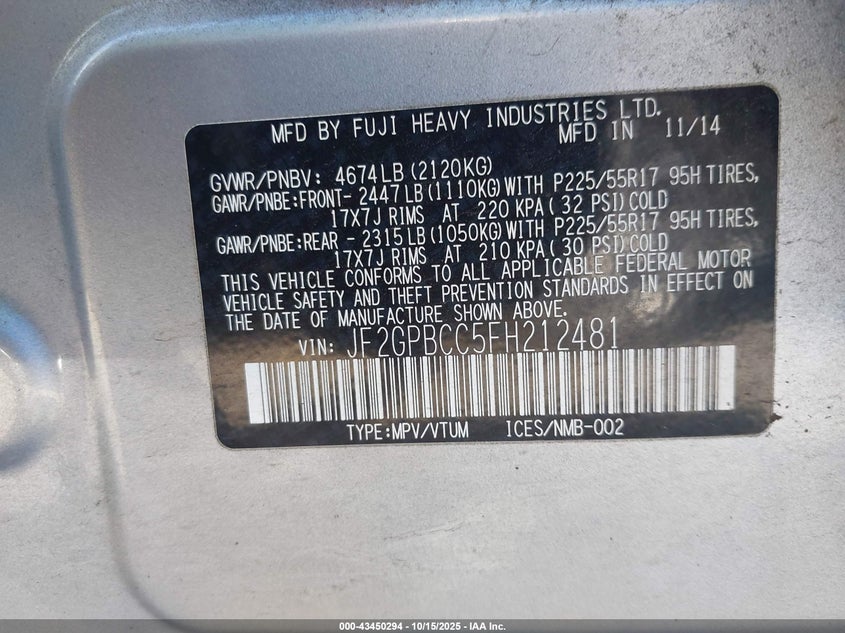 MFD BY FUJI HEAVY INDUSTRIES LTD.
MFD IN 11/14
GVWR/PNBV: 4674LB (2120KG)
GAWR/PNBE:FRONT- 2447LB(1110KG)WITH P225/55R17 95H TIRES,
17X7J RIMS AT 220 KPA( 32 PSI)COLD
GAWR/PNBE:REAR - 2315LB(1050KG)WITH P225/55R17 95H TIRES,
17X7J RIMS AT 210 KPA( 30 PSI)COLD
THIS VEHICLE CONFORMS TO ALL APPLICABLE FEDERAL MOTOR
VEHICLE SAFETY AND THEFT PREVENTION STANDARDS IN EFFECT ON
THE DATE OF MANUFACTURE SHOWN ABOVE.
VIN: JF2GPBCC5FH212481
TYPE:MPV/VTUM ICES/NMB-002
000-43450294 - 10/15/2025 - IAA Inc.